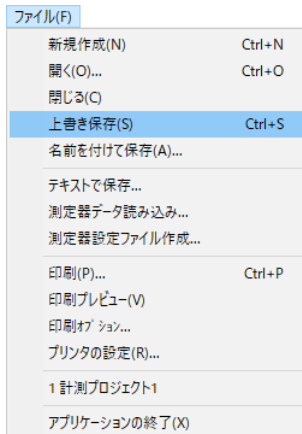 ファイル(F)
新規作成(N) Ctrl+N
開く(O)... Ctrl+O
閉じる(C)
上書き保存(S) Ctrl+S
名前を付けて保存(A)...
テキストで保存...
測定器データ読み込み...
測定器設定ファイル作成...
印刷(P)... Ctrl+P
印刷プレビュー(V)
印刷ｵﾌﾟｼｮﾝ...
プリンタの設定(R)...
1 計測プロジェクト1
アプリケーションの終了(X)